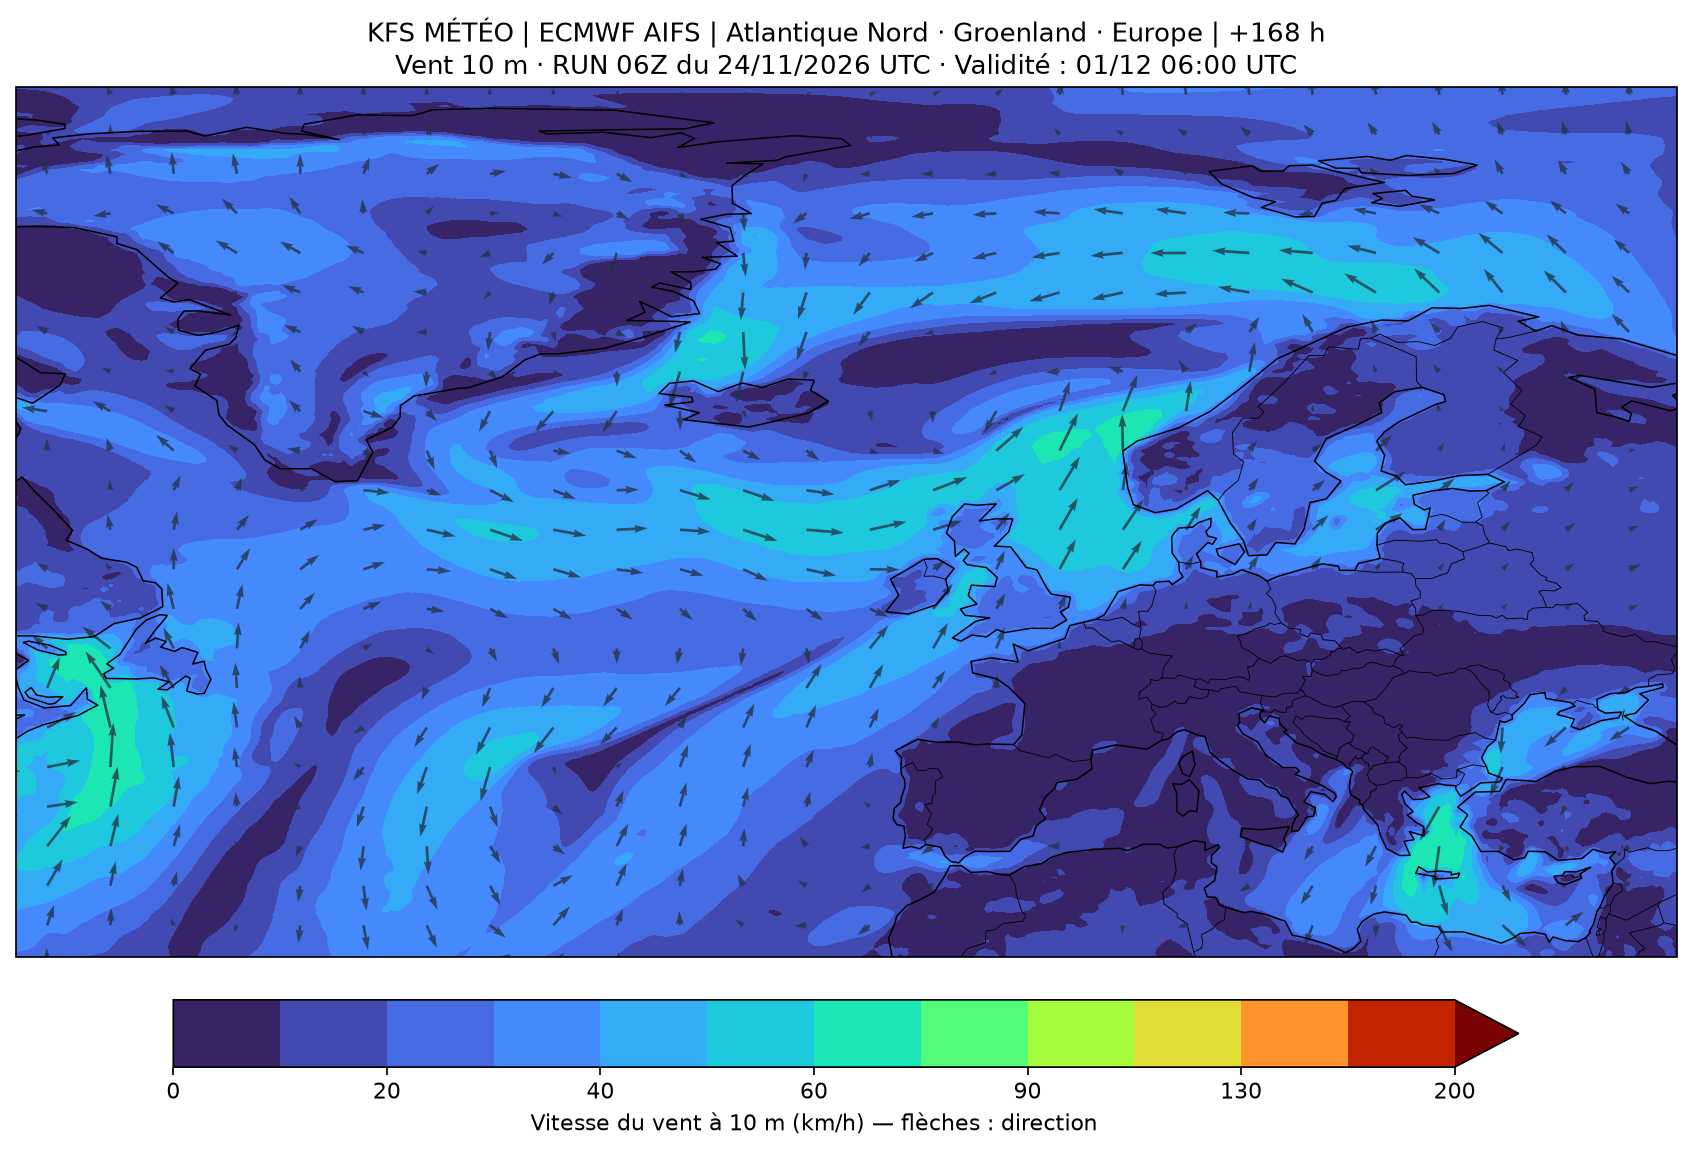 KFS MÉTÉO | ECMWF AIFS | Atlantique Nord · Groenland · Europe | +168 h
Vent 10 m · RUN 06Z du 24/11/2026 UTC · Validité : 01/12 06:00 UTC
0 20 40 60 90 130 200
Vitesse du vent à 10 m (km/h) — flèches : direction